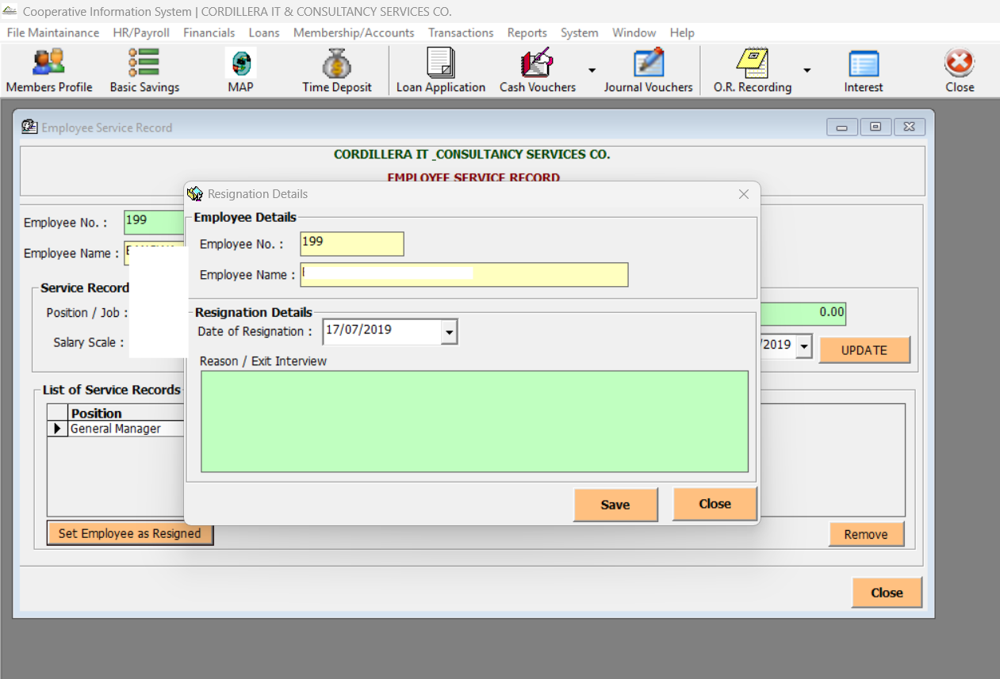 Cooperative Information System | CORDILLERA IT & CONSULTANCY SERVICES CO.
File Maintainance HR/Payroll Financials Loans Membership/Accounts Transactions Reports System Window Help
Members Profile Basic Savings MAP Time Deposit Loan Application Cash Vouchers Journal Vouchers O.R. Recording Interest Close
Employee Service Record
CORDILLERA IT _CONSULTANCY SERVICES CO.
EMPLOYEE SERVICE RECORD
Employee No. : 199
Employee Name :
Service Record
Position / Job :
0.00
Salary Scale :
/2019
UPDATE
List of Service Records
Position
General Manager
Set Employee as Resigned
Remove
Close
Resignation Details
Employee Details
Employee No. : 199
Employee Name :
Resignation Details
Date of Resignation : 17/07/2019
Reason / Exit Interview
Save Close